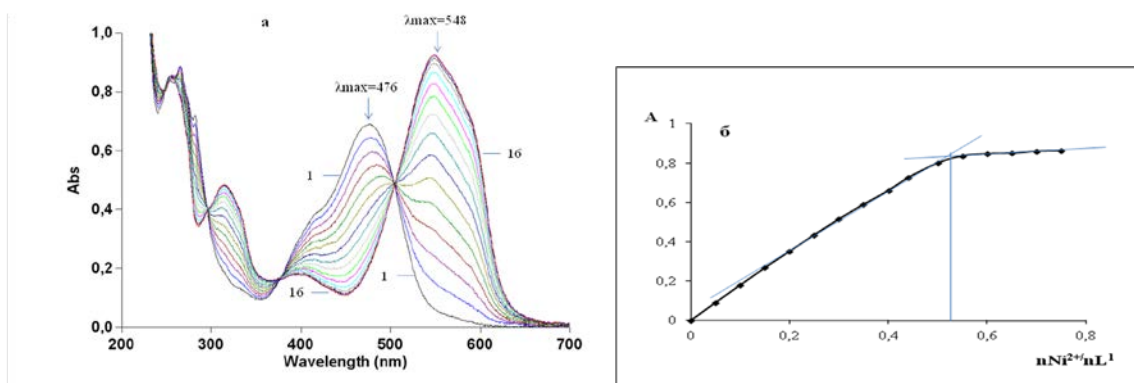 а
λmax=548
λmax=476
1,0
0,8
0,6
0,4
0,2
0,0
Abs
1
16
1
16
200 300 400 500 600 700
Wavelength (nm)
А
б
1
0,8
0,6
0,4
0,2
0
0 0,2 0,4 0,6 0,8
nNi²⁺/nL¹